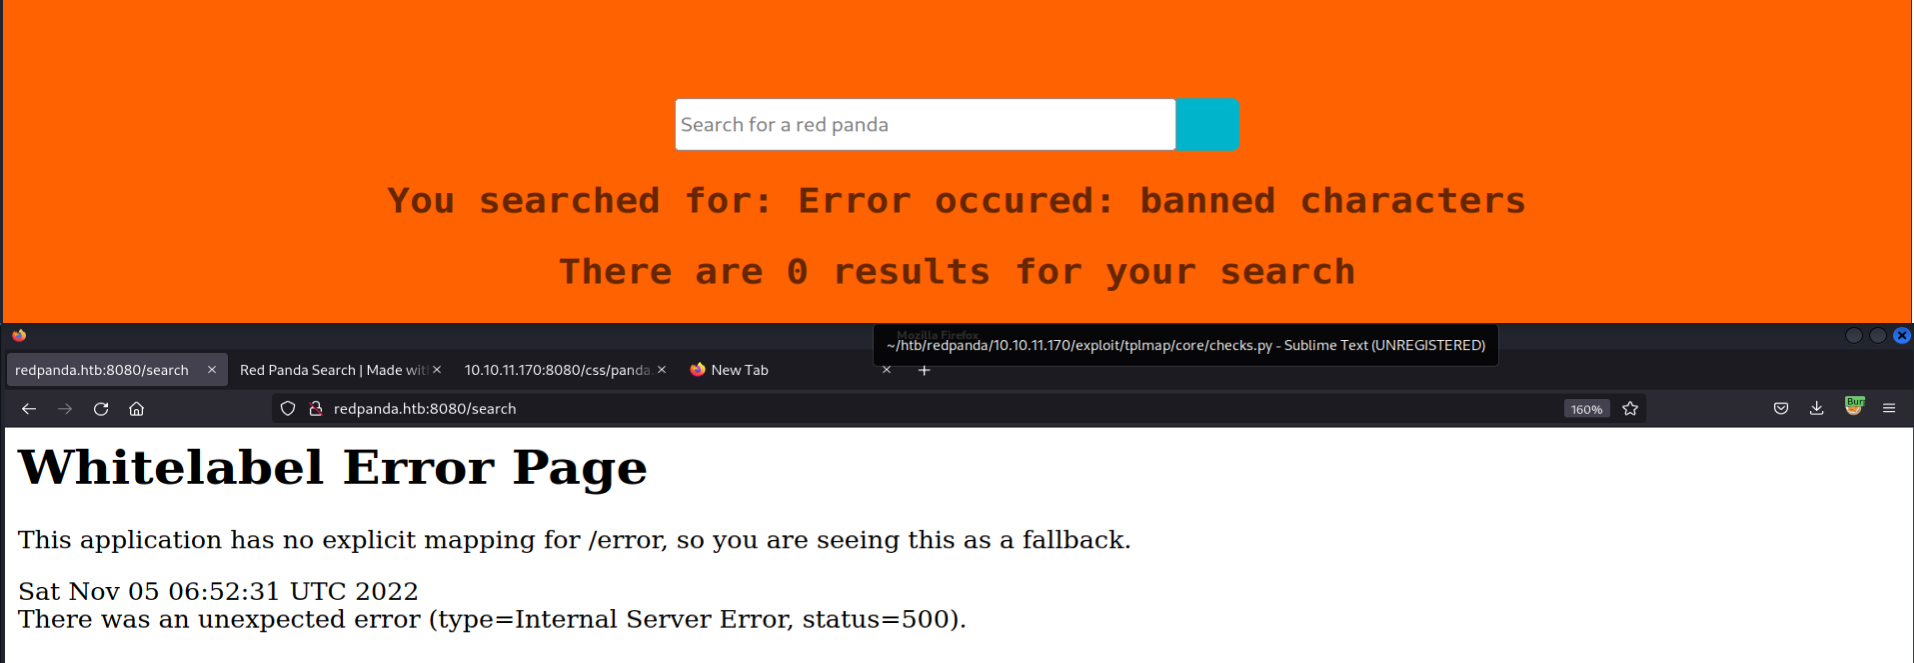 Search for a red panda
You searched for: Error occured: banned characters
There are 0 results for your search
Mozilla Firefox
~/htb/redpanda/10.10.11.170/exploit/tplmap/core/checks.py - Sublime Text (UNREGISTERED)
redpanda.htb:8080/search × Red Panda Search | Made wit × 10.10.11.170:8080/css/panda. × New Tab × +
redpanda.htb:8080/search 160% Bur
Whitelabel Error Page
This application has no explicit mapping for /error, so you are seeing this as a fallback.
Sat Nov 05 06:52:31 UTC 2022
There was an unexpected error (type=Internal Server Error, status=500).